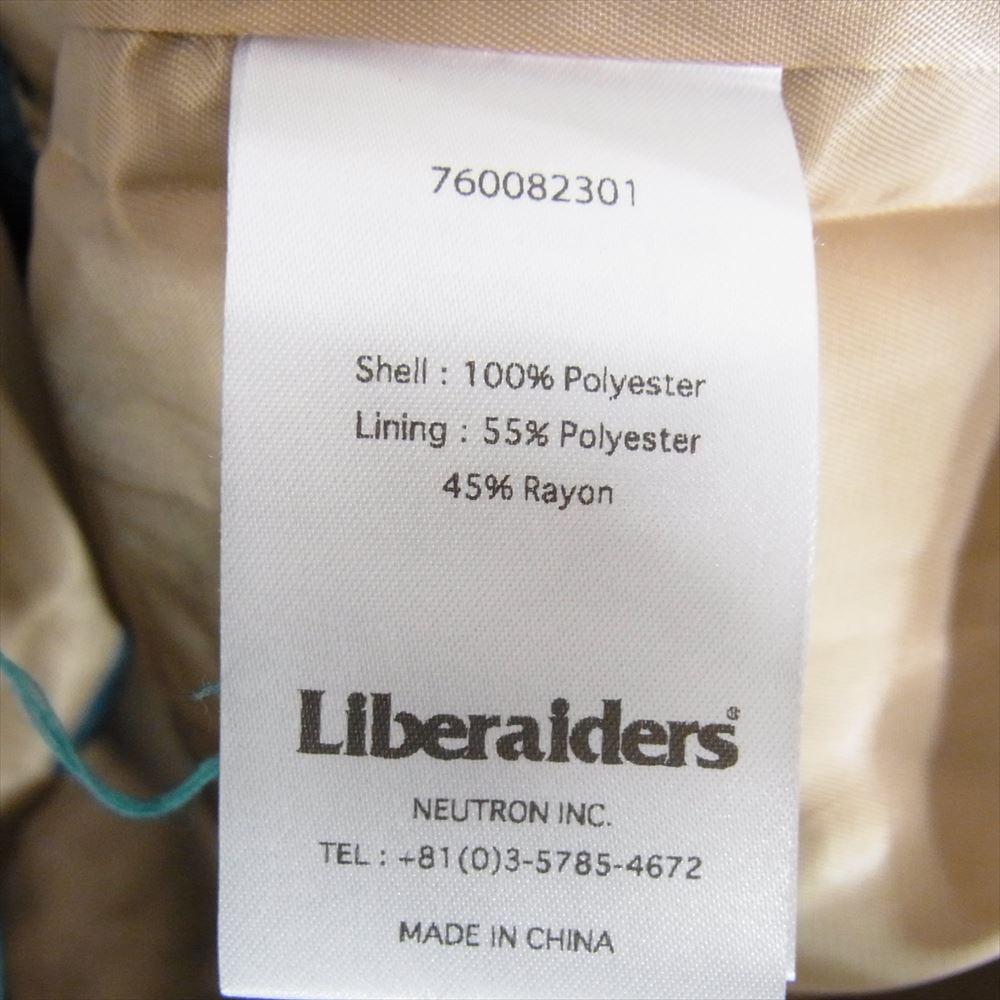 760082301
Shell : 100% Polyester
Lining : 55% Polyester
45% Rayon
Liberaiders®
NEUTRON INC.
TEL : +81(0)3-5785-4672
MADE IN CHINA